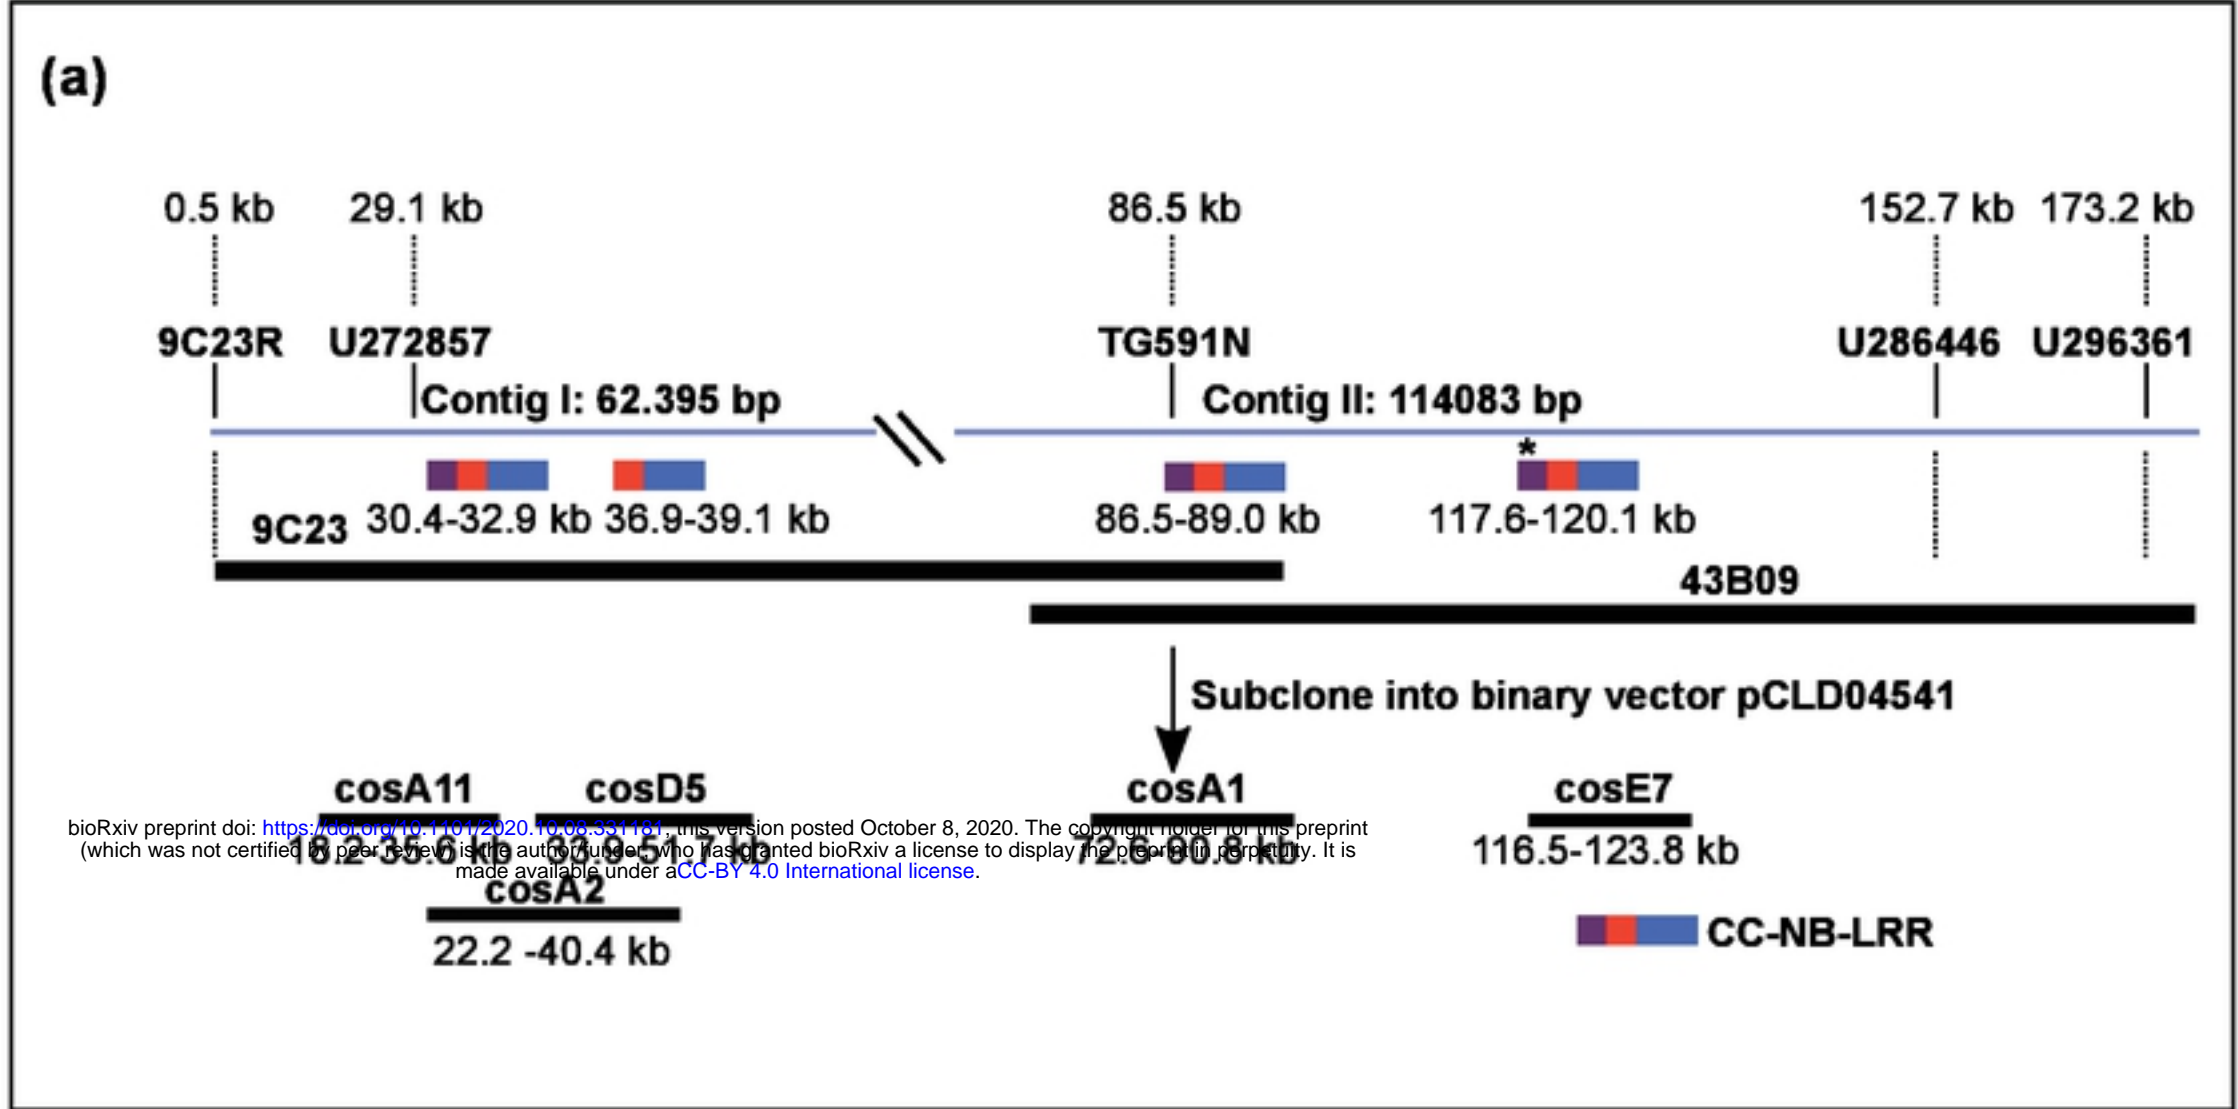 (a)
0.5 kb 29.1 kb 86.5 kb 152.7 kb 173.2 kb
9C23R U272857 TG591N U286446 U296361
Contig I: 62.395 bp Contig II: 114083 bp
*
9C23 30.4-32.9 kb 36.9-39.1 kb 86.5-89.0 kb 117.6-120.1 kb
43B09
Subclone into binary vector pCLD04541
cosA11 cosD5 cosA1 cosE7
bioRxiv preprint doi: https://doi.org/10.1101/2020.10.08.331181; this version posted October 8, 2020. The copyright holder for this preprint
(which was not certified by peer review) is the author/funder, who has granted bioRxiv a license to display the preprint in perpetuity. It is
made available under aCC-BY 4.0 International license.
116.5-123.8 kb
cosA2
22.2 -40.4 kb
CC-NB-LRR